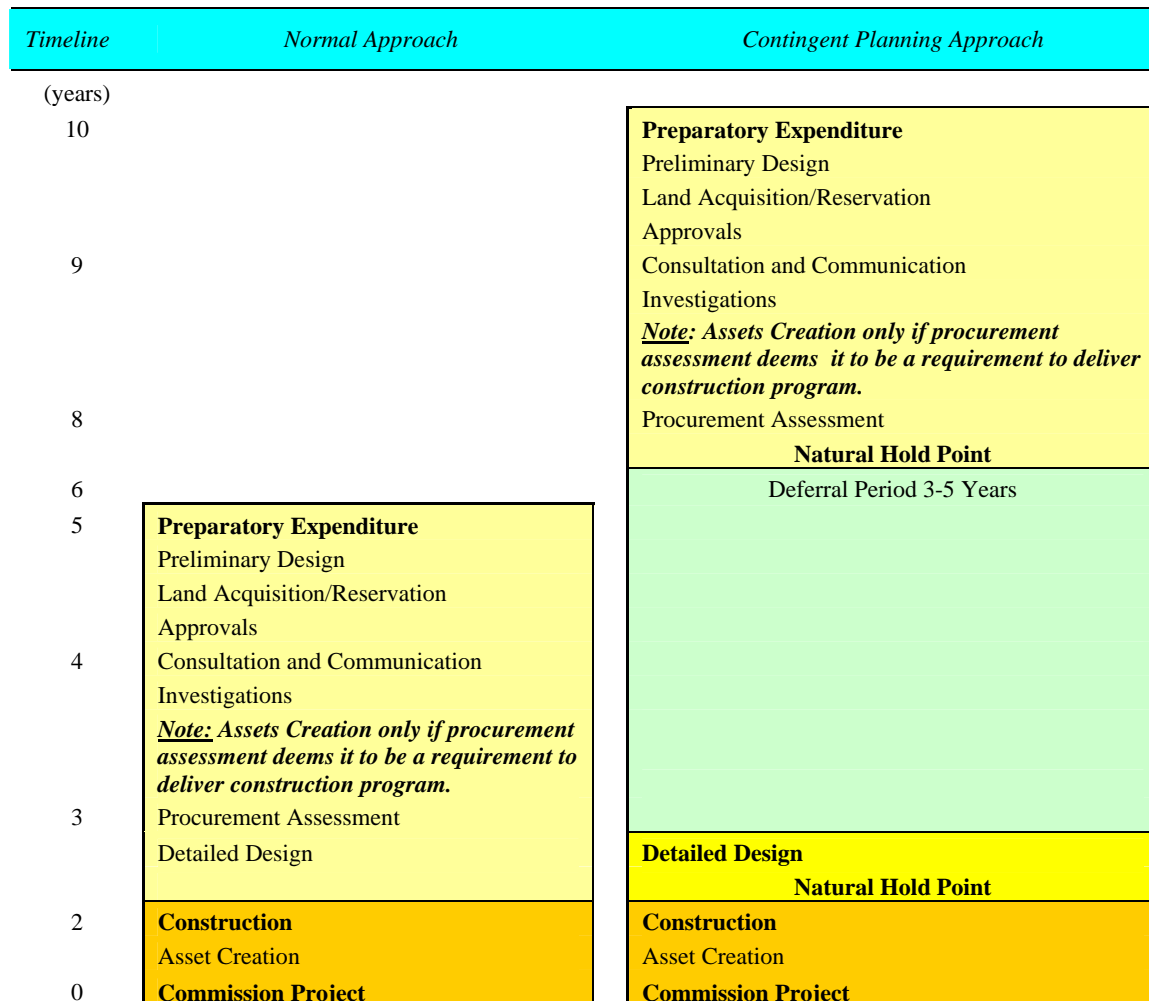 Timeline Normal Approach Contingent Planning Approach
(years)
10 Preparatory Expenditure
Preliminary Design
Land Acquisition/Reservation
Approvals
9 Consultation and Communication
Investigations
Note: Assets Creation only if procurement
assessment deems it to be a requirement to deliver
construction program.
8 Procurement Assessment
Natural Hold Point
6 Deferral Period 3-5 Years
5 Preparatory Expenditure
Preliminary Design
Land Acquisition/Reservation
Approvals
4 Consultation and Communication
Investigations
Note: Assets Creation only if procurement
assessment deems it to be a requirement to
deliver construction program.
3 Procurement Assessment
Detailed Design Detailed Design
Natural Hold Point
2 Construction Construction
Asset Creation Asset Creation
0 Commission Project Commission Project